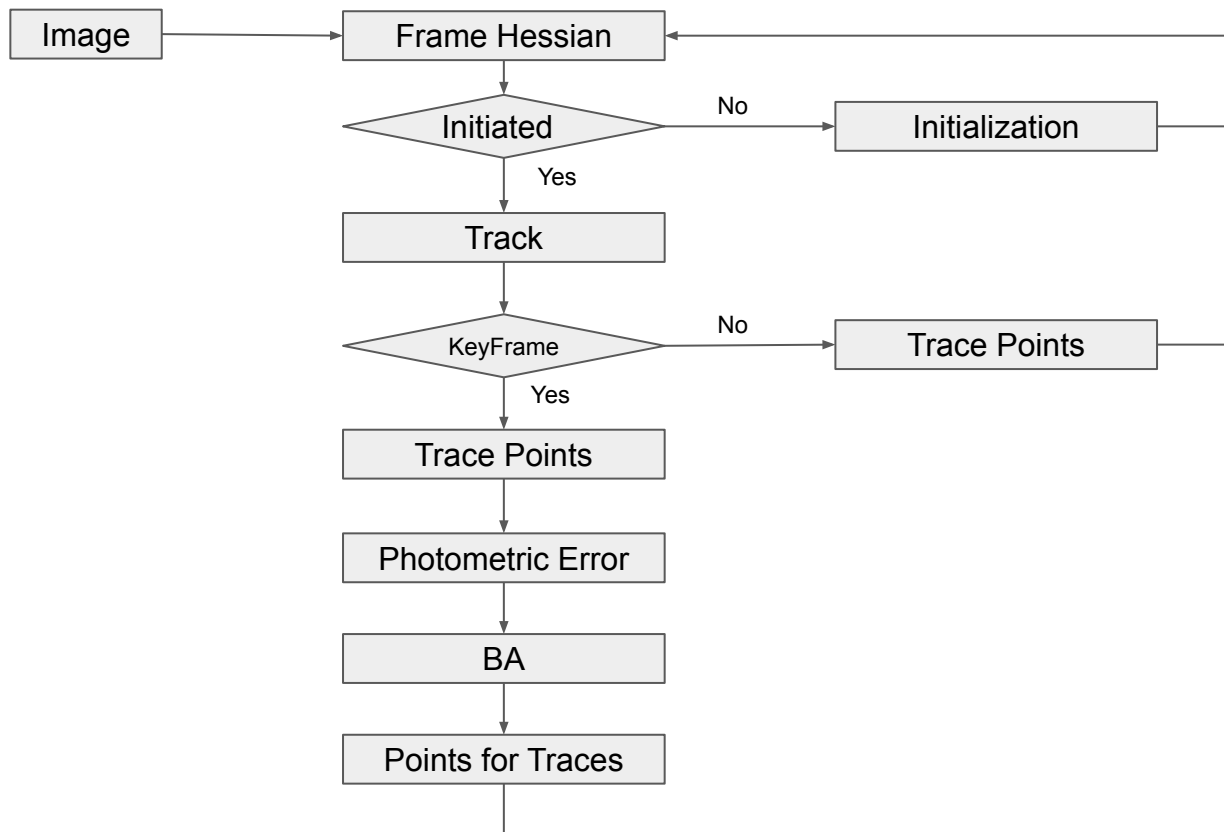 Image
Frame Hessian
Initiated
No
Initialization
Yes
Track
KeyFrame
No
Trace Points
Yes
Trace Points
Photometric Error
BA
Points for Traces